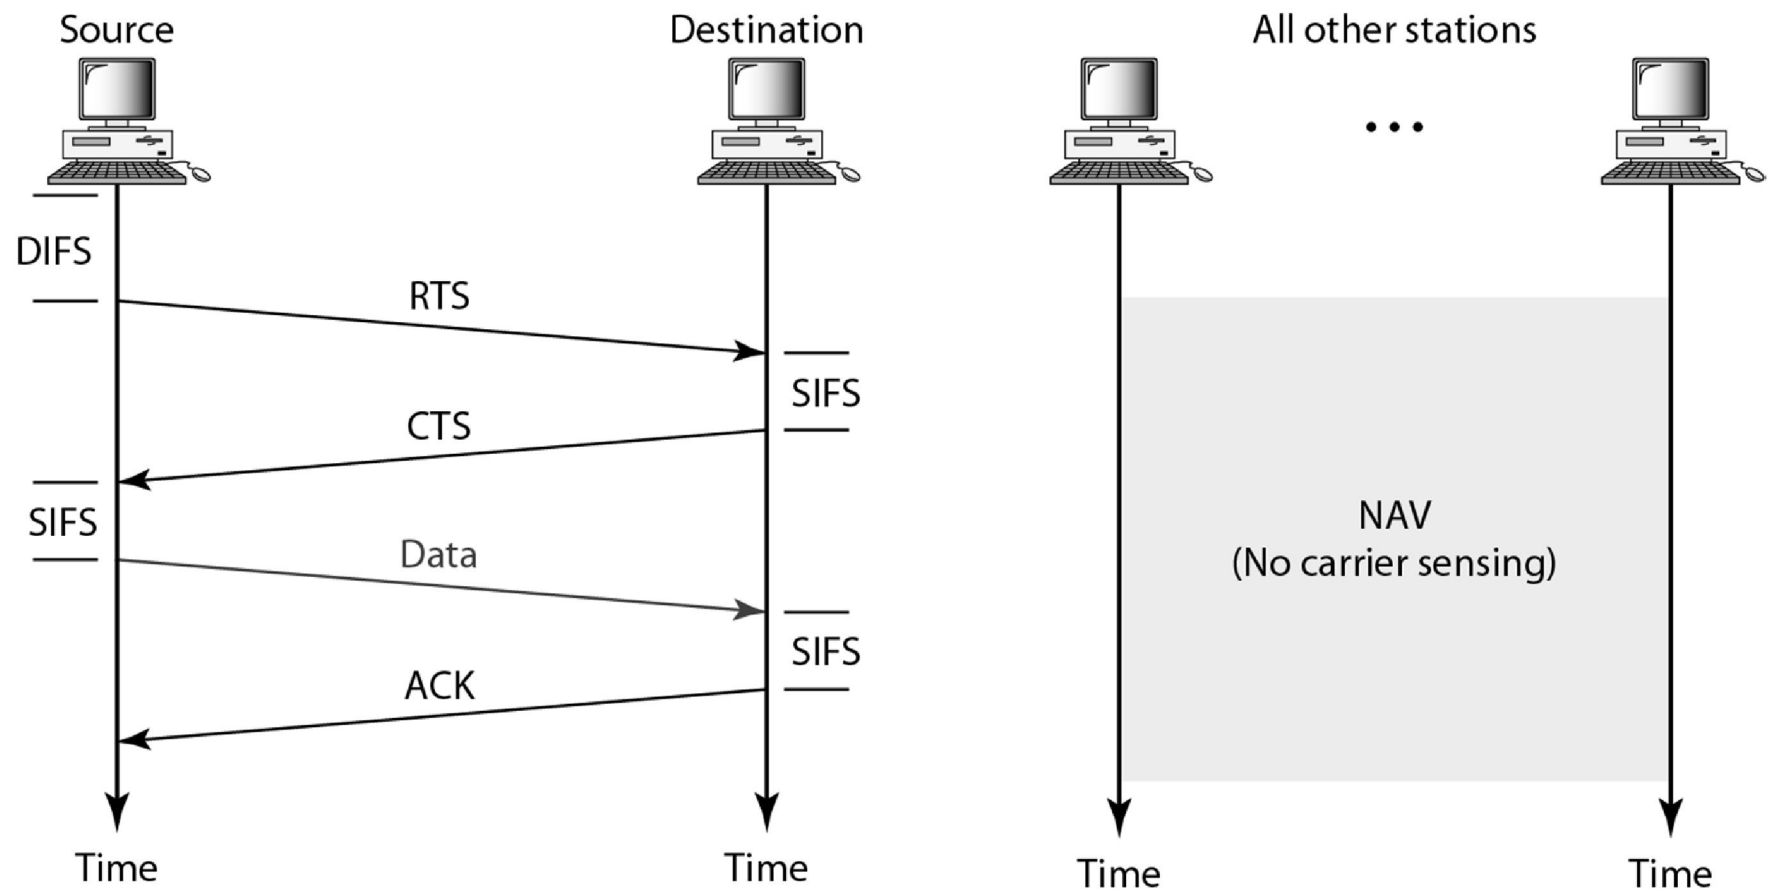 Source
Destination
All other stations
...
DIFS
RTS
SIFS
CTS
SIFS
Data
SIFS
ACK
NAV
(No carrier sensing)
Time
Time
Time
Time